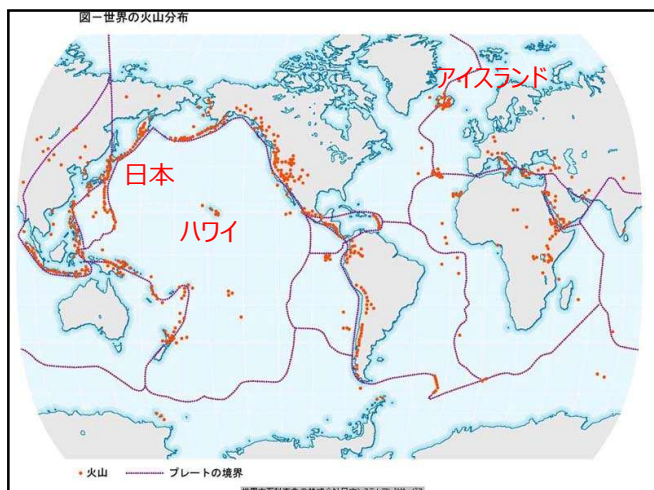 図－世界の火山分布
アイスランド
日本
ハワイ
火山
プレートの境界